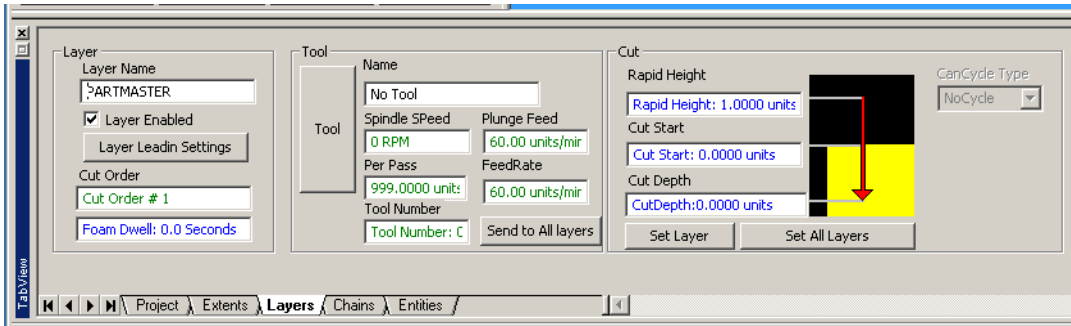 Layer
Layer Name
PARTMASTER
Layer Enabled
Layer Leadin Settings
Cut Order
Cut Order # 1
Foam Dwell: 0.0 Seconds
Tool
Tool
Name
No Tool
Spindle SPeed
0 RPM
Plunge Feed
60.00 units/mir
Per Pass
999.0000 units
FeedRate
60.00 units/mir
Tool Number
Tool Number: 0
Send to All layers
Cut
Rapid Height
Rapid Height: 1.0000 units
Cut Start
Cut Start: 0.0000 units
Cut Depth
CutDepth:0.0000 units
Set Layer
Set All Layers
CanCycle Type
NoCycle
TabView
Project
Extents
Layers
Chains
Entities